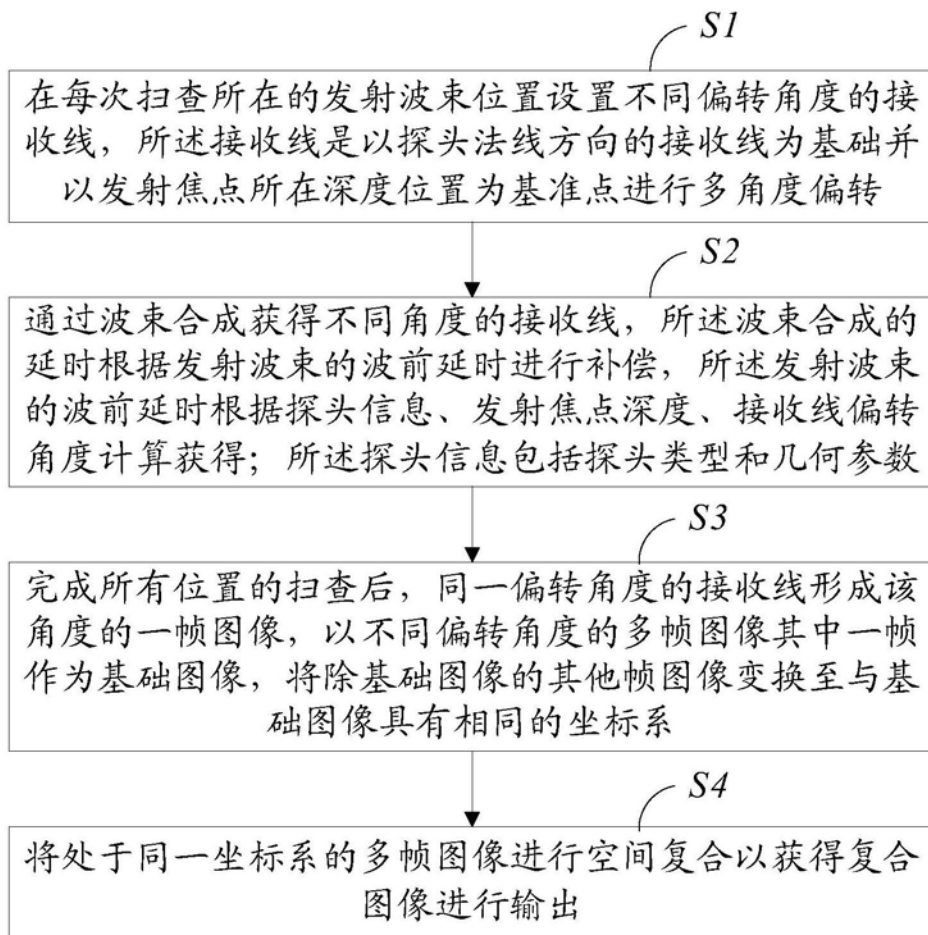 S1
在每次扫查所在的发射波束位置设置不同偏转角度的接
收线，所述接收线是以探头法线方向的接收线为基础并
以发射焦点所在深度位置为基准点进行多角度偏转
S2
通过波束合成获得不同角度的接收线，所述波束合成的
延时根据发射波束的波前延时进行补偿，所述发射波束
的波前延时根据探头信息、发射焦点深度、接收线偏转
角度计算获得；所述探头信息包括探头类型和几何参数
S3
完成所有位置的扫查后，同一偏转角度的接收线形成该
角度的一帧图像，以不同偏转角度的多帧图像其中一帧
作为基础图像，将除基础图像的其他帧图像变换至与基
础图像具有相同的坐标系
S4
将处于同一坐标系的多帧图像进行空间复合以获得复合
图像进行输出